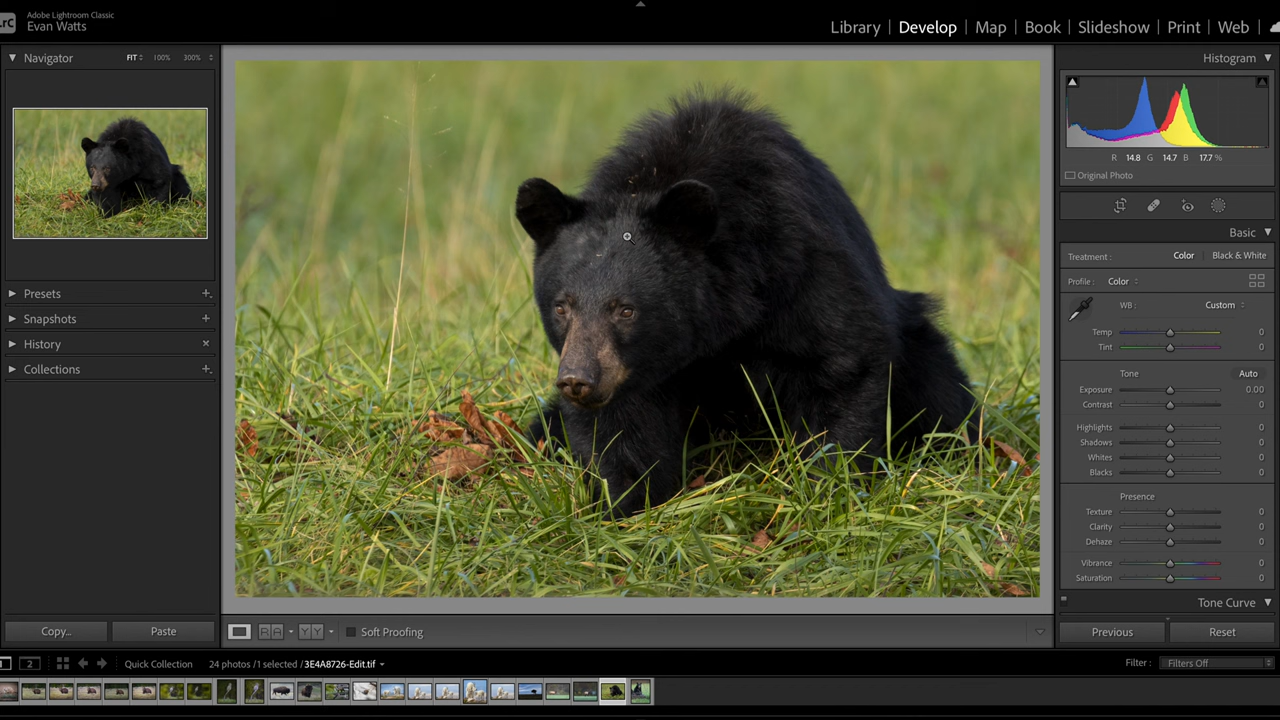 Adobe Lightroom Classic
Evan Watts
Library | Develop | Map | Book | Slideshow | Print | Web |
Navigator FIT 100% 300%
Presets
Snapshots
History
Collections
Copy... Paste
Histogram
R 14.8 G 14.7 B 17.7 %
Original Photo
Basic
Treatment : Color Black & White
Profile : Color
WB : Custom
Temp
Tint
Tone Auto
Exposure 0.00
Contrast 0
Highlights 0
Shadows 0
Whites 0
Blacks 0
Presence
Texture 0
Clarity 0
Dehaze 0
Vibrance 0
Saturation 0
Tone Curve
Previous Reset
Soft Proofing
2 Quick Collection 24 photos /1 selected / 3E4A8726-Edit.tif Filter : Filters Off